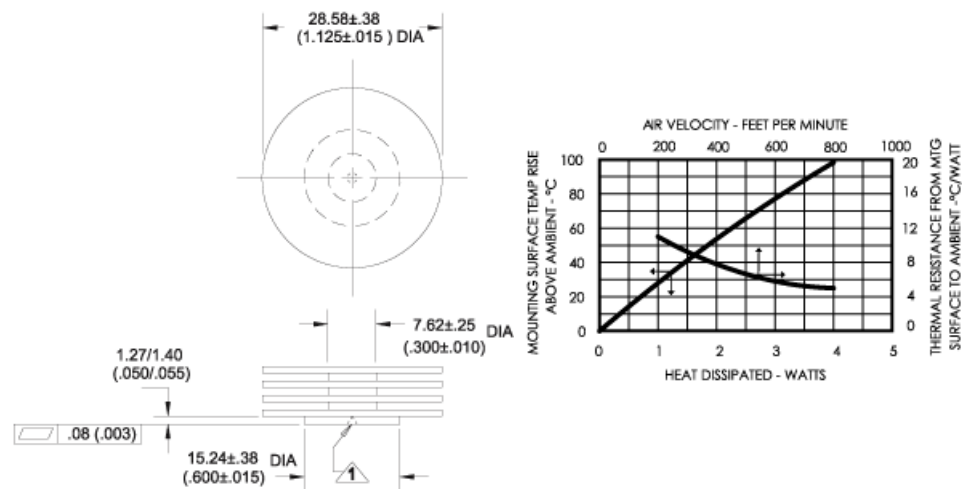 28.58±.38
(1.125±.015 ) DIA
7.62±.25 DIA
(.300±.010)
1.27/1.40
(.050/.055)
.08 (.003)
15.24±.38 DIA
(.600±.015)
1
AIR VELOCITY - FEET PER MINUTE
0 200 400 600 800 1000
MOUNTING SURFACE TEMP RISE
ABOVE AMBIENT - ºC
100
80
60
40
20
0
20
16
12
8
4
0
THERMAL RESISTANCE FROM MTG
SURFACE TO AMBIENT -ºC/WATT
0 1 2 3 4 5
HEAT DISSIPATED - WATTS